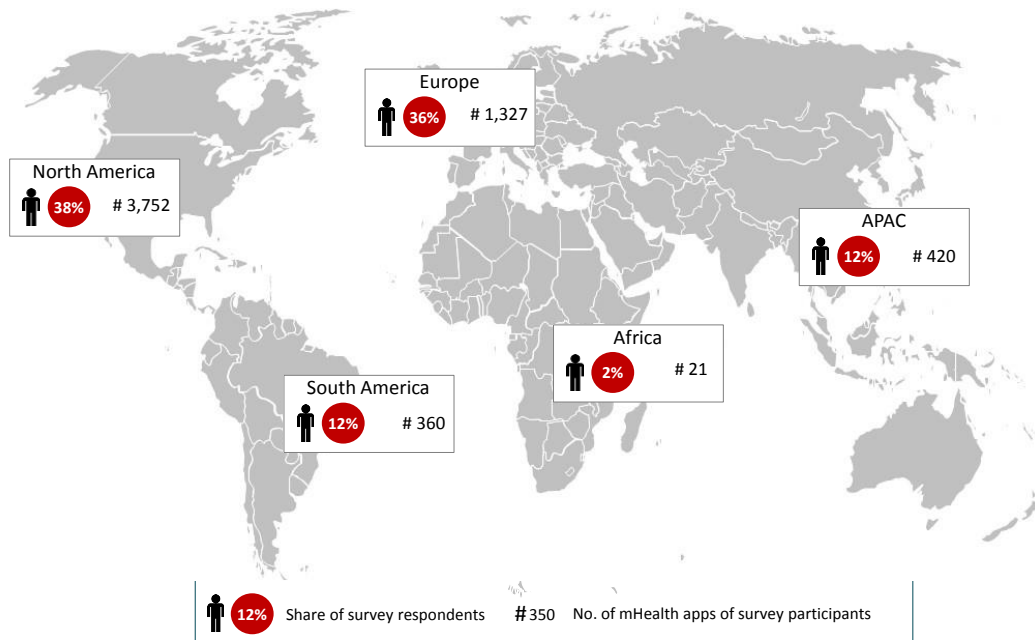 Europe
36%
# 1,327
North America
38%
# 3,752
APAC
12%
# 420
Africa
2%
# 21
South America
12%
# 360
12% Share of survey respondents #350 No. of mHealth apps of survey participants